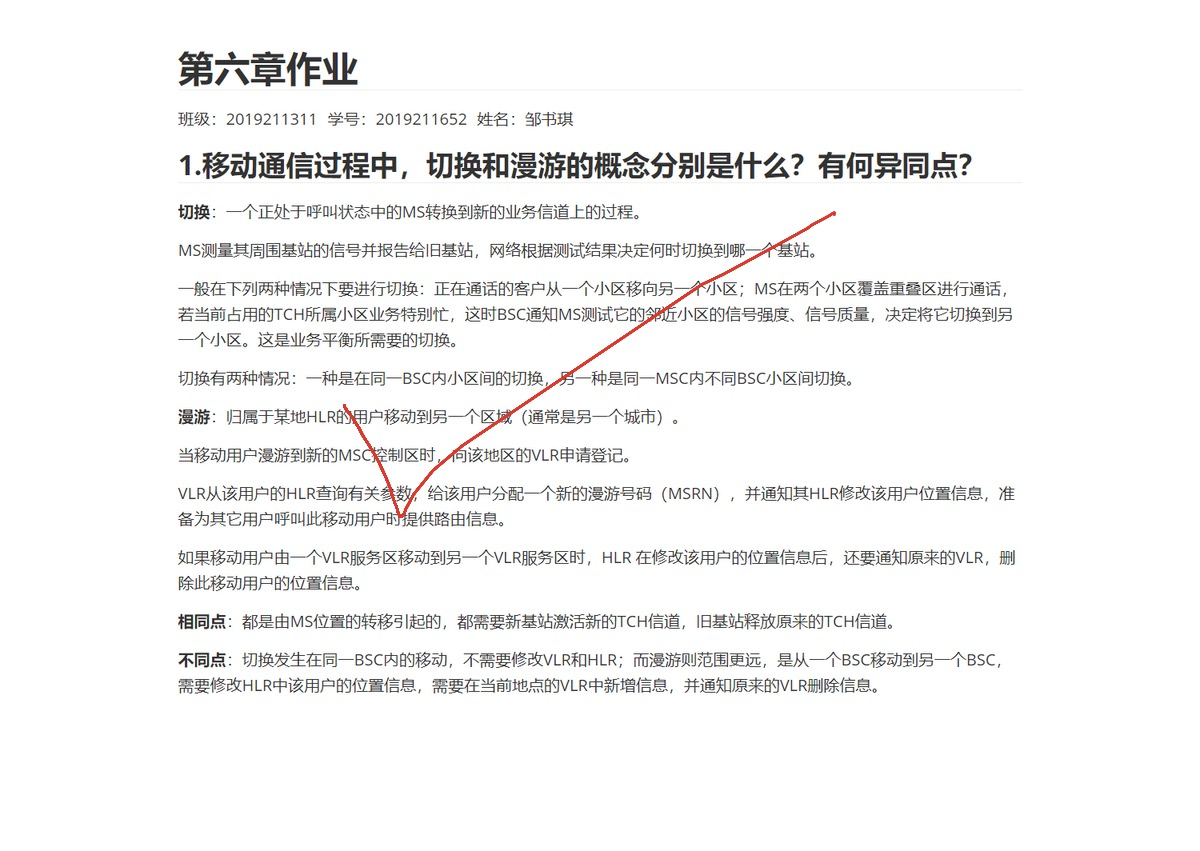 第六章作业
班级：2019211311 学号：2019211652 姓名：邹书琪
1.移动通信过程中，切换和漫游的概念分别是什么？有何异同点？
切换：一个正处于呼叫状态中的MS转换到新的业务信道上的过程。
MS测量其周围基站的信号并报告给旧基站，网络根据测试结果决定何时切换到哪一个基站。
一般在下列两种情况下要进行切换：正在通话的客户从一个小区移向另一个小区；MS在两个小区覆盖重叠区进行通话，
若当前占用的TCH所属小区业务特别忙，这时BSC通知MS测试它的邻近小区的信号强度、信号质量，决定将它切换到另
一个小区。这是业务平衡所需要的切换。
切换有两种情况：一种是在同一BSC内小区间的切换，另一种是同一MSC内不同BSC小区间切换。
漫游：归属于某地HLR的用户移动到另一个区域（通常是另一个城市）。
当移动用户漫游到新的MSC控制区时，向该地区的VLR申请登记。
VLR从该用户的HLR查询有关参数，给该用户分配一个新的漫游号码（MSRN），并通知其HLR修改该用户位置信息，准
备为其它用户呼叫此移动用户时提供路由信息。
如果移动用户由一个VLR服务区移动到另一个VLR服务区时，HLR 在修改该用户的位置信息后，还要通知原来的VLR，删
除此移动用户的位置信息。
相同点：都是由MS位置的转移引起的，都需要新基站激活新的TCH信道，旧基站释放原来的TCH信道。
不同点：切换发生在同一BSC内的移动，不需要修改VLR和HLR；而漫游则范围更远，是从一个BSC移动到另一个BSC，
需要修改HLR中该用户的位置信息，需要在当前地点的VLR中新增信息，并通知原来的VLR删除信息。